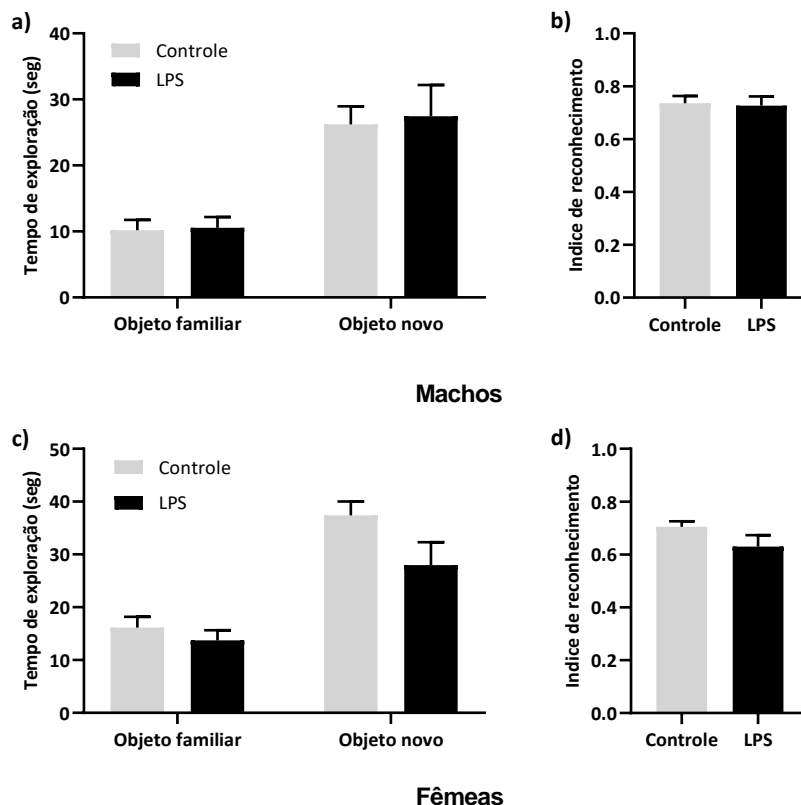 a)
Tempo de exploração (seg)
40
30
20
10
0
Controle
LPS
Objeto familiar
Objeto novo
b)
Indice de reconhecimento
1.0
0.8
0.6
0.4
0.2
0.0
Controle
LPS
Machos
c)
Tempo de exploração (seg)
50
40
30
20
10
0
Controle
LPS
Objeto familiar
Objeto novo
d)
Indice de reconhecimento
1.0
0.8
0.6
0.4
0.2
0.0
Controle
LPS
Fêmeas